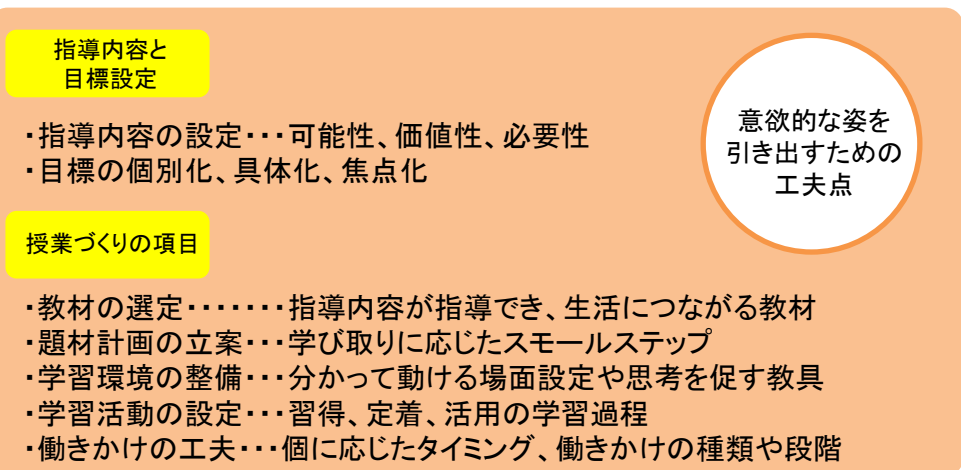 指導内容と
目標設定
・指導内容の設定・・・可能性、価値性、必要性
・目標の個別化、具体化、焦点化
意欲的な姿を
引き出すための
工夫点
授業づくりの項目
・教材の選定・・・・・・・指導内容が指導でき、生活につながる教材
・題材計画の立案・・・学び取りに応じたスモールステップ
・学習環境の整備・・・分かって動ける場面設定や思考を促す教具
・学習活動の設定・・・習得、定着、活用の学習過程
・働きかけの工夫・・・個に応じたタイミング、働きかけの種類や段階